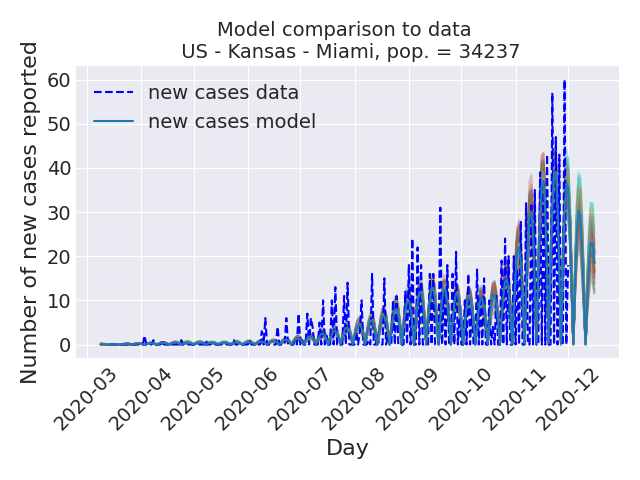 Model comparison to data
US - Kansas - Miami, pop. = 34237
Number of new cases reported
60
50
40
30
20
10
0
new cases data
new cases model
2020-03
2020-04
2020-05
2020-06
2020-07
2020-08
2020-09
2020-10
2020-11
2020-12
Day